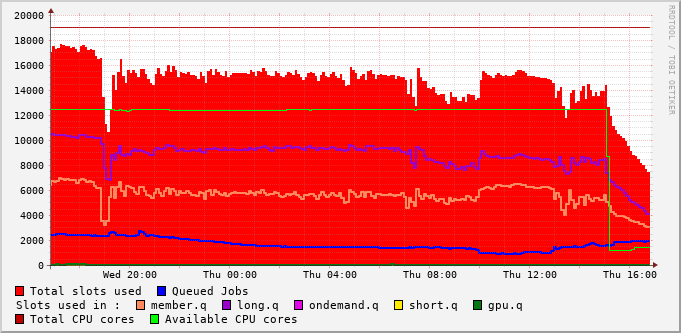 20000
18000
16000
14000
12000
10000
8000
6000
4000
2000
0
Wed 20:00 Thu 00:00 Thu 04:00 Thu 08:00 Thu 12:00 Thu 16:00
Total slots used Queued Jobs
Slots used in : member.q long.q ondemand.q short.q gpu.q
Total CPU cores Available CPU cores
RRDTOOL / TOBI OETIKER